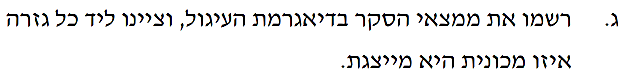 ג. רשמו את ממצאי הסקר בדיאגרמת העיגול, וציינו ליד כל גזרה
איזו מכונית היא מייצגת.